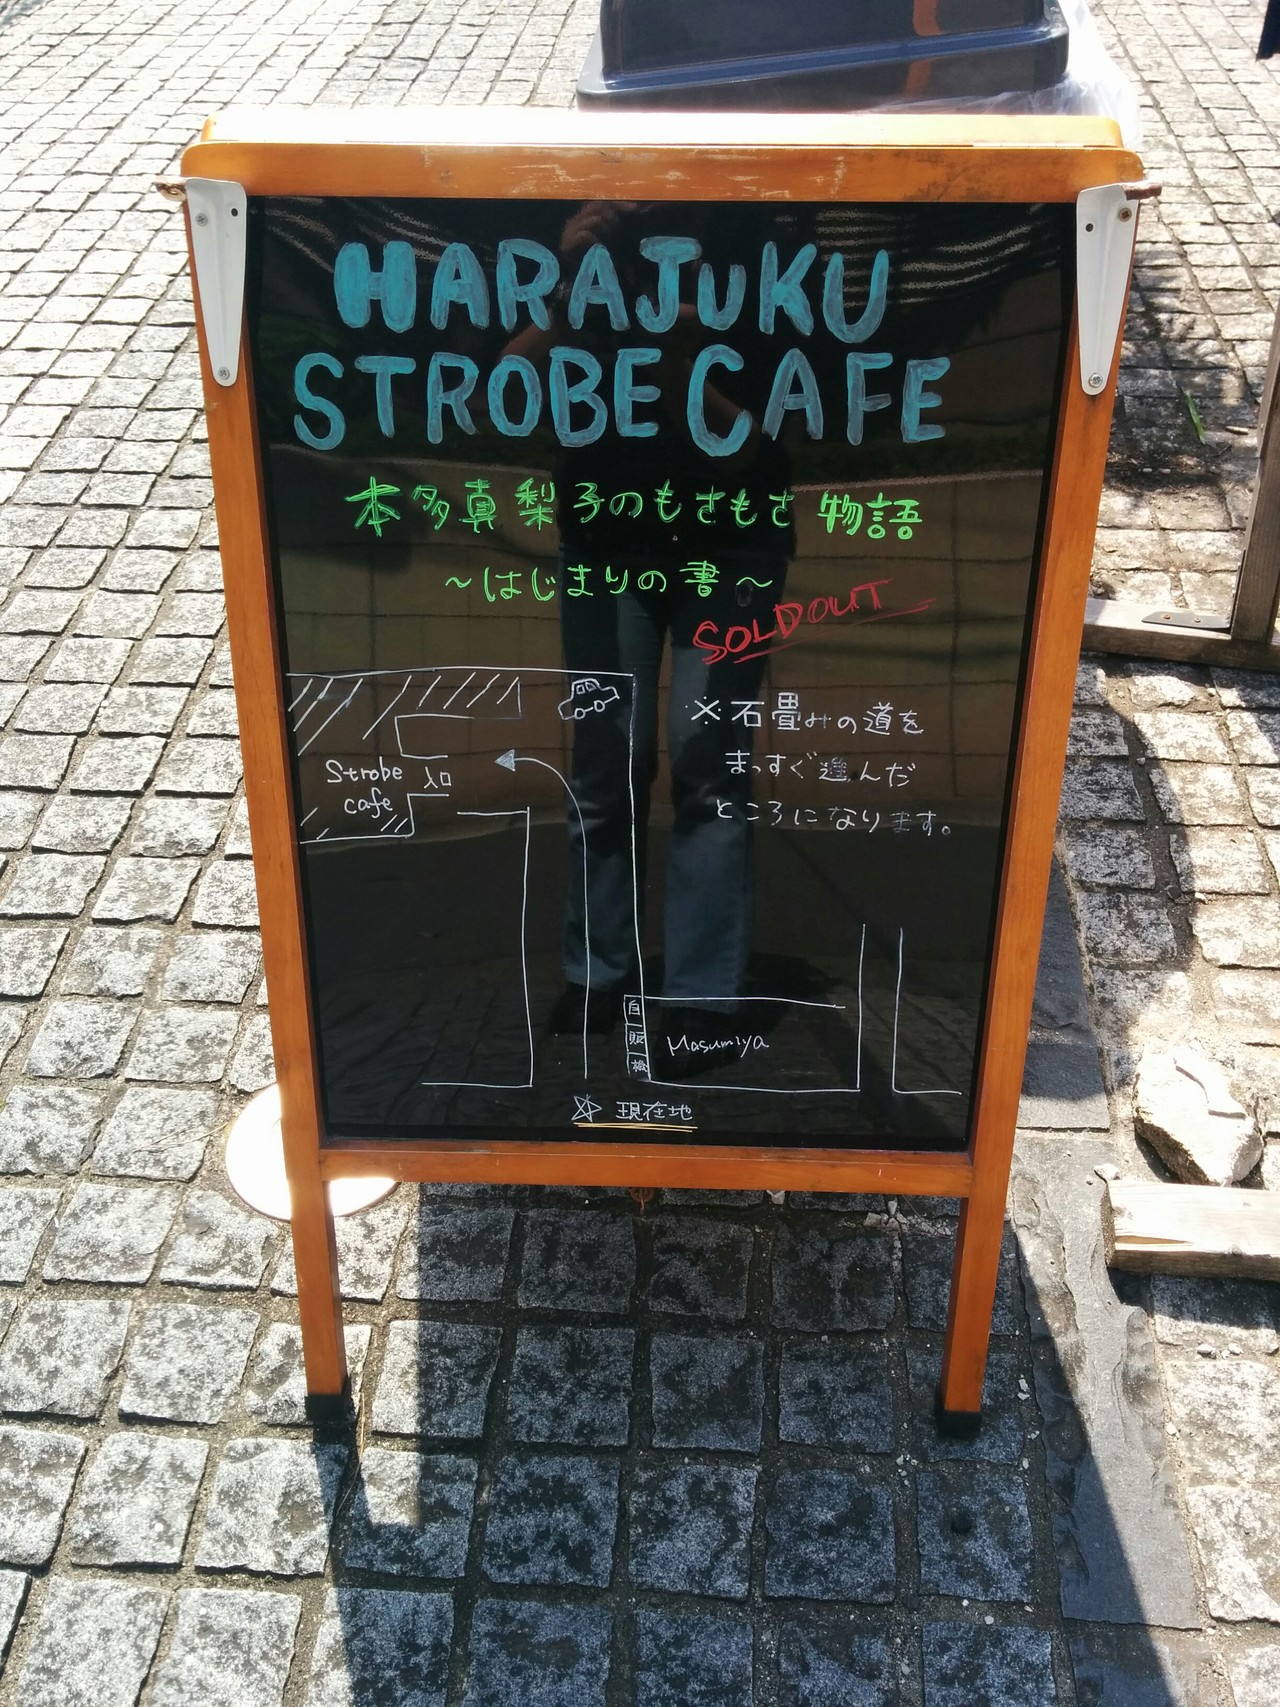 HARAJUKU
STROBE CAFE
本多真梨子のもさもさ物語
～はじまりの書～
SOLDOUT
※石畳みの道を
まっすぐ進んだ
ところになります。
Strobe
cafe
入口
自
販
機
Masumiya
☆ 現在地